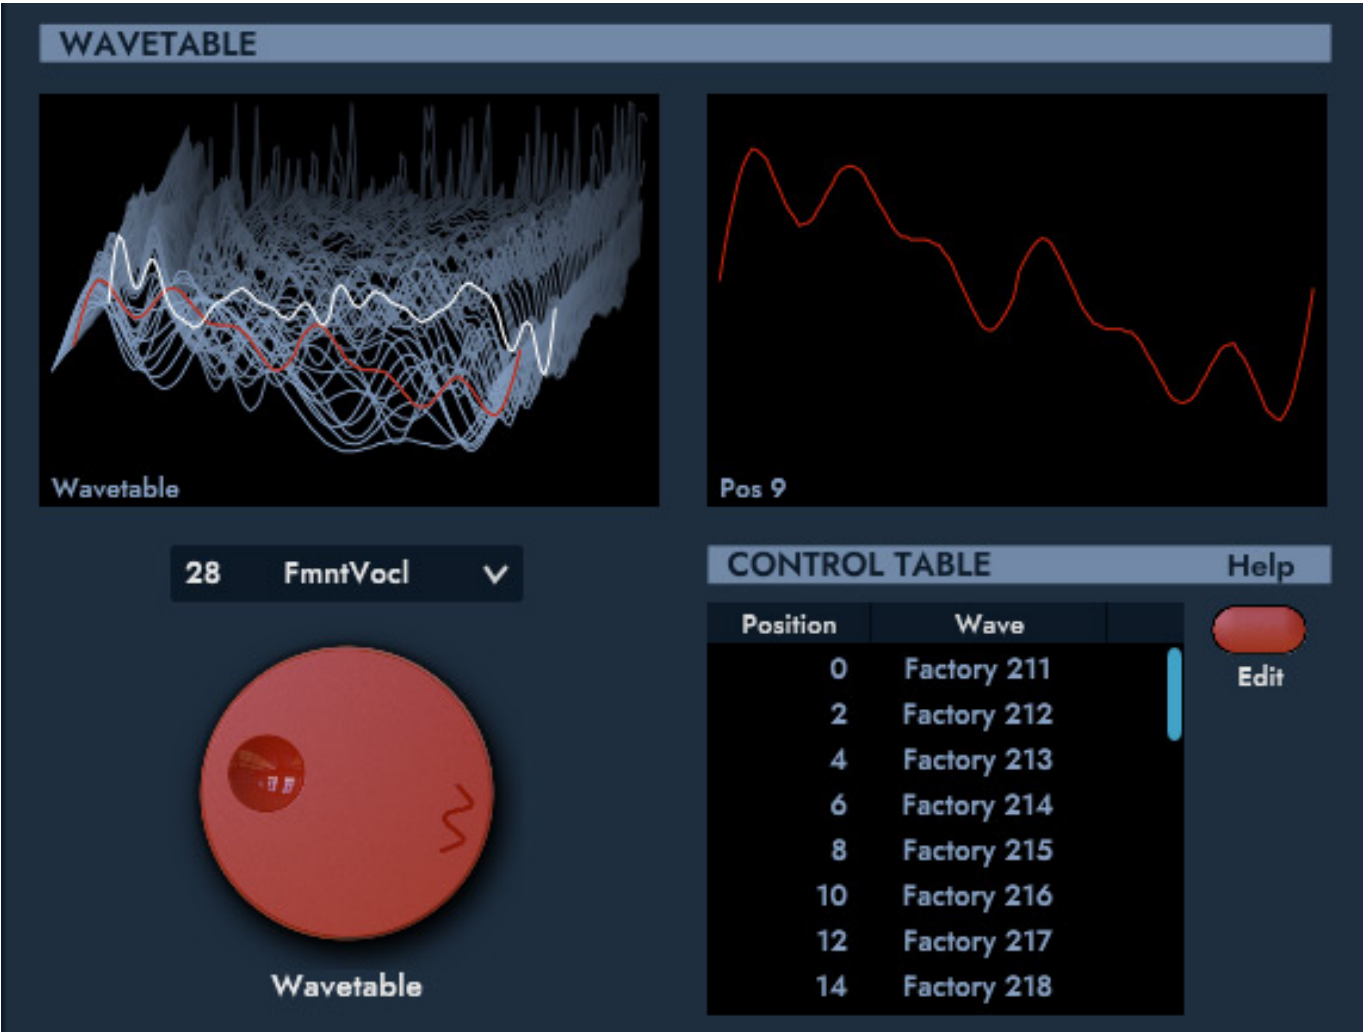 WAVETABLE
Wavetable
Pos 9
28 FmntVocl
Wavetable
CONTROL TABLE Help
Position Wave
0 Factory 211
2 Factory 212
4 Factory 213
6 Factory 214
8 Factory 215
10 Factory 216
12 Factory 217
14 Factory 218
Edit